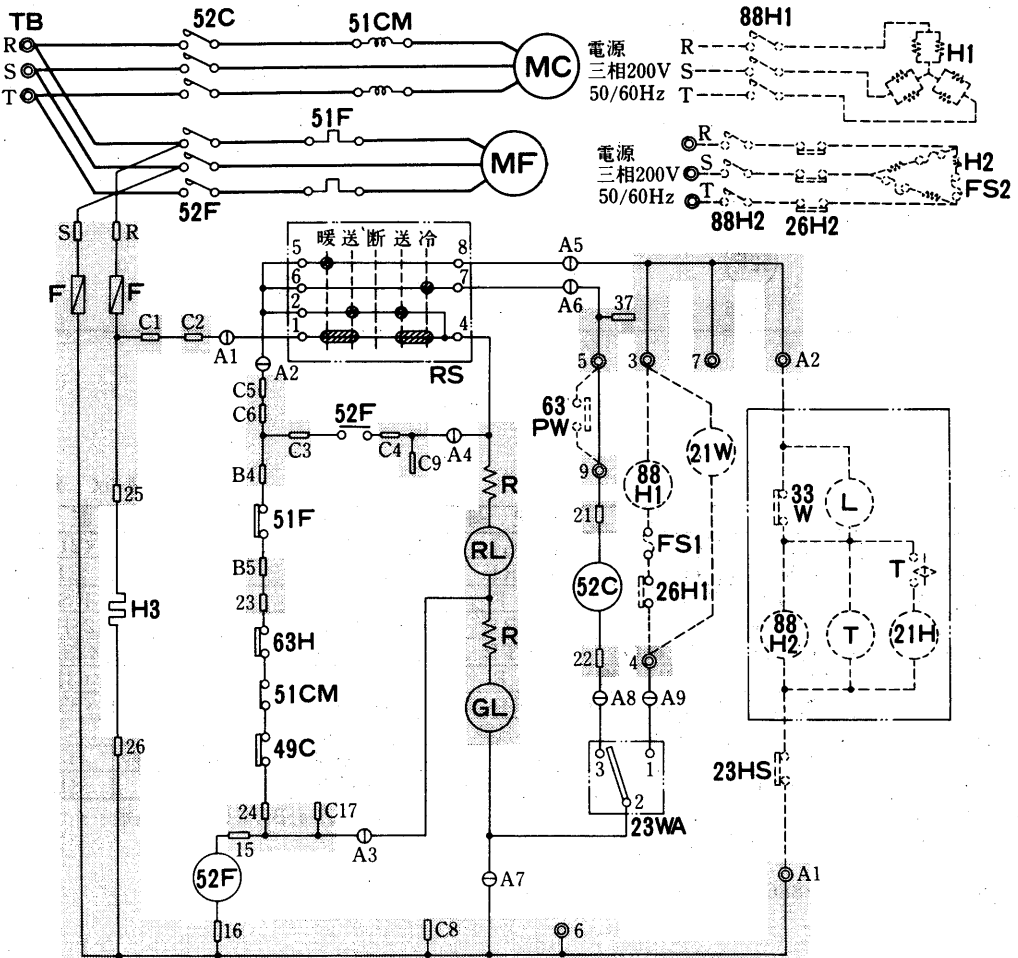 TB
52C
51CM
88H1
R
S
T
MC
電源
三相200V
50/60Hz
R
S
T
H1
51F
MF
52F
電源
三相200V
50/60Hz
R
S
T
H2
FS2
88H2
26H2
S
R
F
F
暖送断送冷
5
6
2
1
8
7
4
RS
A5
A6
37
C1
C2
A1
A2
C5
C6
C3
52F
C4
C9
A4
B4
51F
B5
23
63H
51CM
49C
24
C17
15
A3
52F
16
25
H3
26
R
RL
R
GL
5
3
7
A2
63
PW
9
21
52C
22
A8
88
H1
21W
FS1
26H1
4
A9
3
1
2
23WA
33
W
L
T
88
H2
T
21H
23HS
A7
A1
C8
6